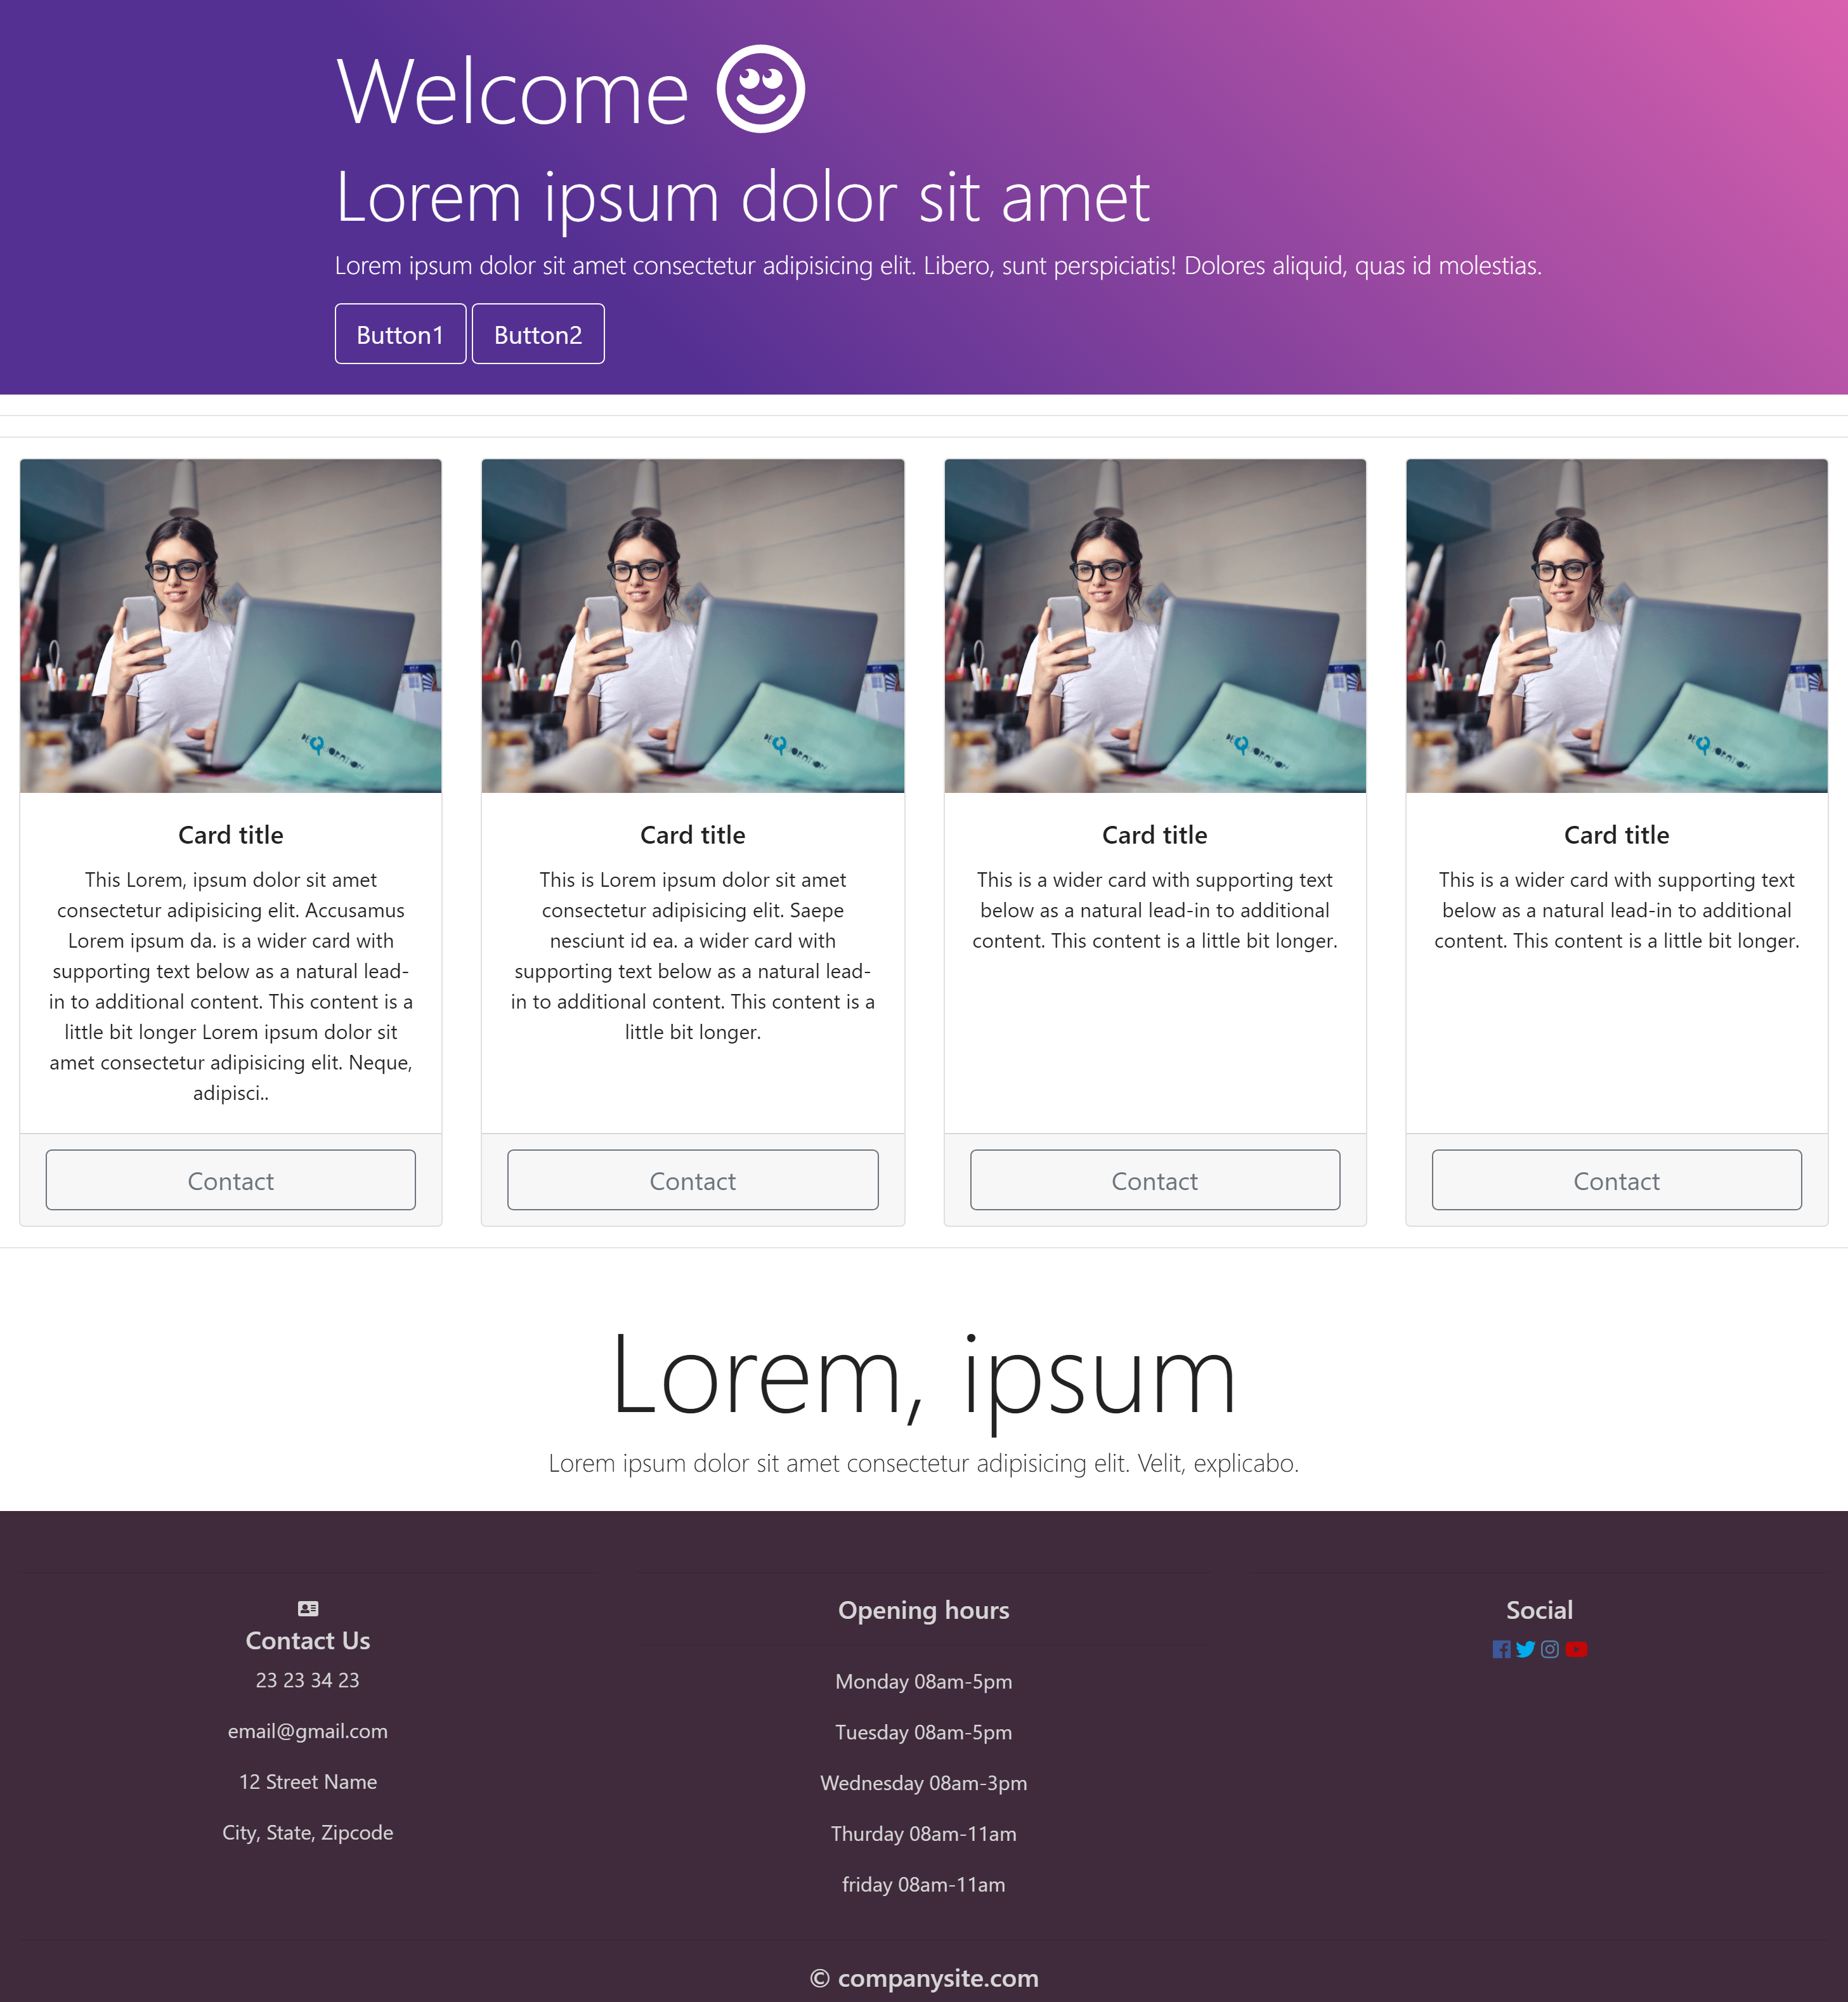 Welcome
Lorem ipsum dolor sit amet
Lorem ipsum dolor sit amet consectetur adipisicing elit. Libero, sunt perspiciatis! Dolores aliquid, quas id molestias.
Button1 Button2
Card title
This Lorem, ipsum dolor sit amet
consectetur adipisicing elit. Accusamus
Lorem ipsum da. is a wider card with
supporting text below as a natural lead-
in to additional content. This content is a
little bit longer Lorem ipsum dolor sit
amet consectetur adipisicing elit. Neque,
adipisci..
Contact
Card title
This is Lorem ipsum dolor sit amet
consectetur adipisicing elit. Saepe
nesciunt id ea. a wider card with
supporting text below as a natural lead-
in to additional content. This content is a
little bit longer.
Contact
Card title
This is a wider card with supporting text
below as a natural lead-in to additional
content. This content is a little bit longer.
Contact
Card title
This is a wider card with supporting text
below as a natural lead-in to additional
content. This content is a little bit longer.
Contact
Lorem, ipsum
Lorem ipsum dolor sit amet consectetur adipisicing elit. Velit, explicabo.
Contact Us
23 23 34 23
email@gmail.com
12 Street Name
City, State, Zipcode
Opening hours
Monday 08am-5pm
Tuesday 08am-5pm
Wednesday 08am-3pm
Thurday 08am-11am
friday 08am-11am
Social
© companysite.com